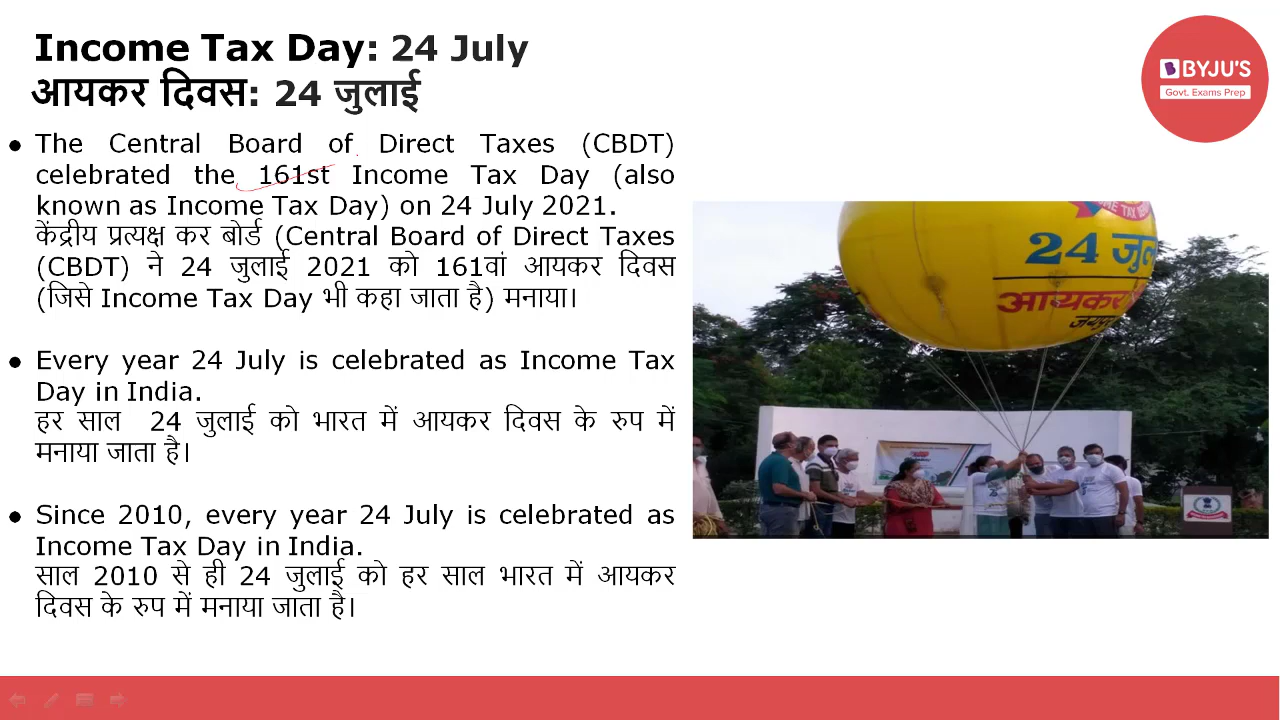 Income Tax Day: 24 July
आयकर दिवस: 24 जुलाई
BYJU'S
Govt. Exams Prep
The Central Board of Direct Taxes (CBDT)
celebrated the 161st Income Tax Day (also
known as Income Tax Day) on 24 July 2021.
केंद्रीय प्रत्यक्ष कर बोर्ड (Central Board of Direct Taxes
(CBDT) ने 24 जुलाई 2021 को 161वां आयकर दिवस
(जिसे Income Tax Day भी कहा जाता है) मनाया।
Every year 24 July is celebrated as Income Tax
Day in India.
हर साल 24 जुलाई को भारत में आयकर दिवस के रुप में
मनाया जाता है।
Since 2010, every year 24 July is celebrated as
Income Tax Day in India.
साल 2010 से ही 24 जुलाई को हर साल भारत में आयकर
दिवस के रुप में मनाया जाता है।
24 जुल
आयकर